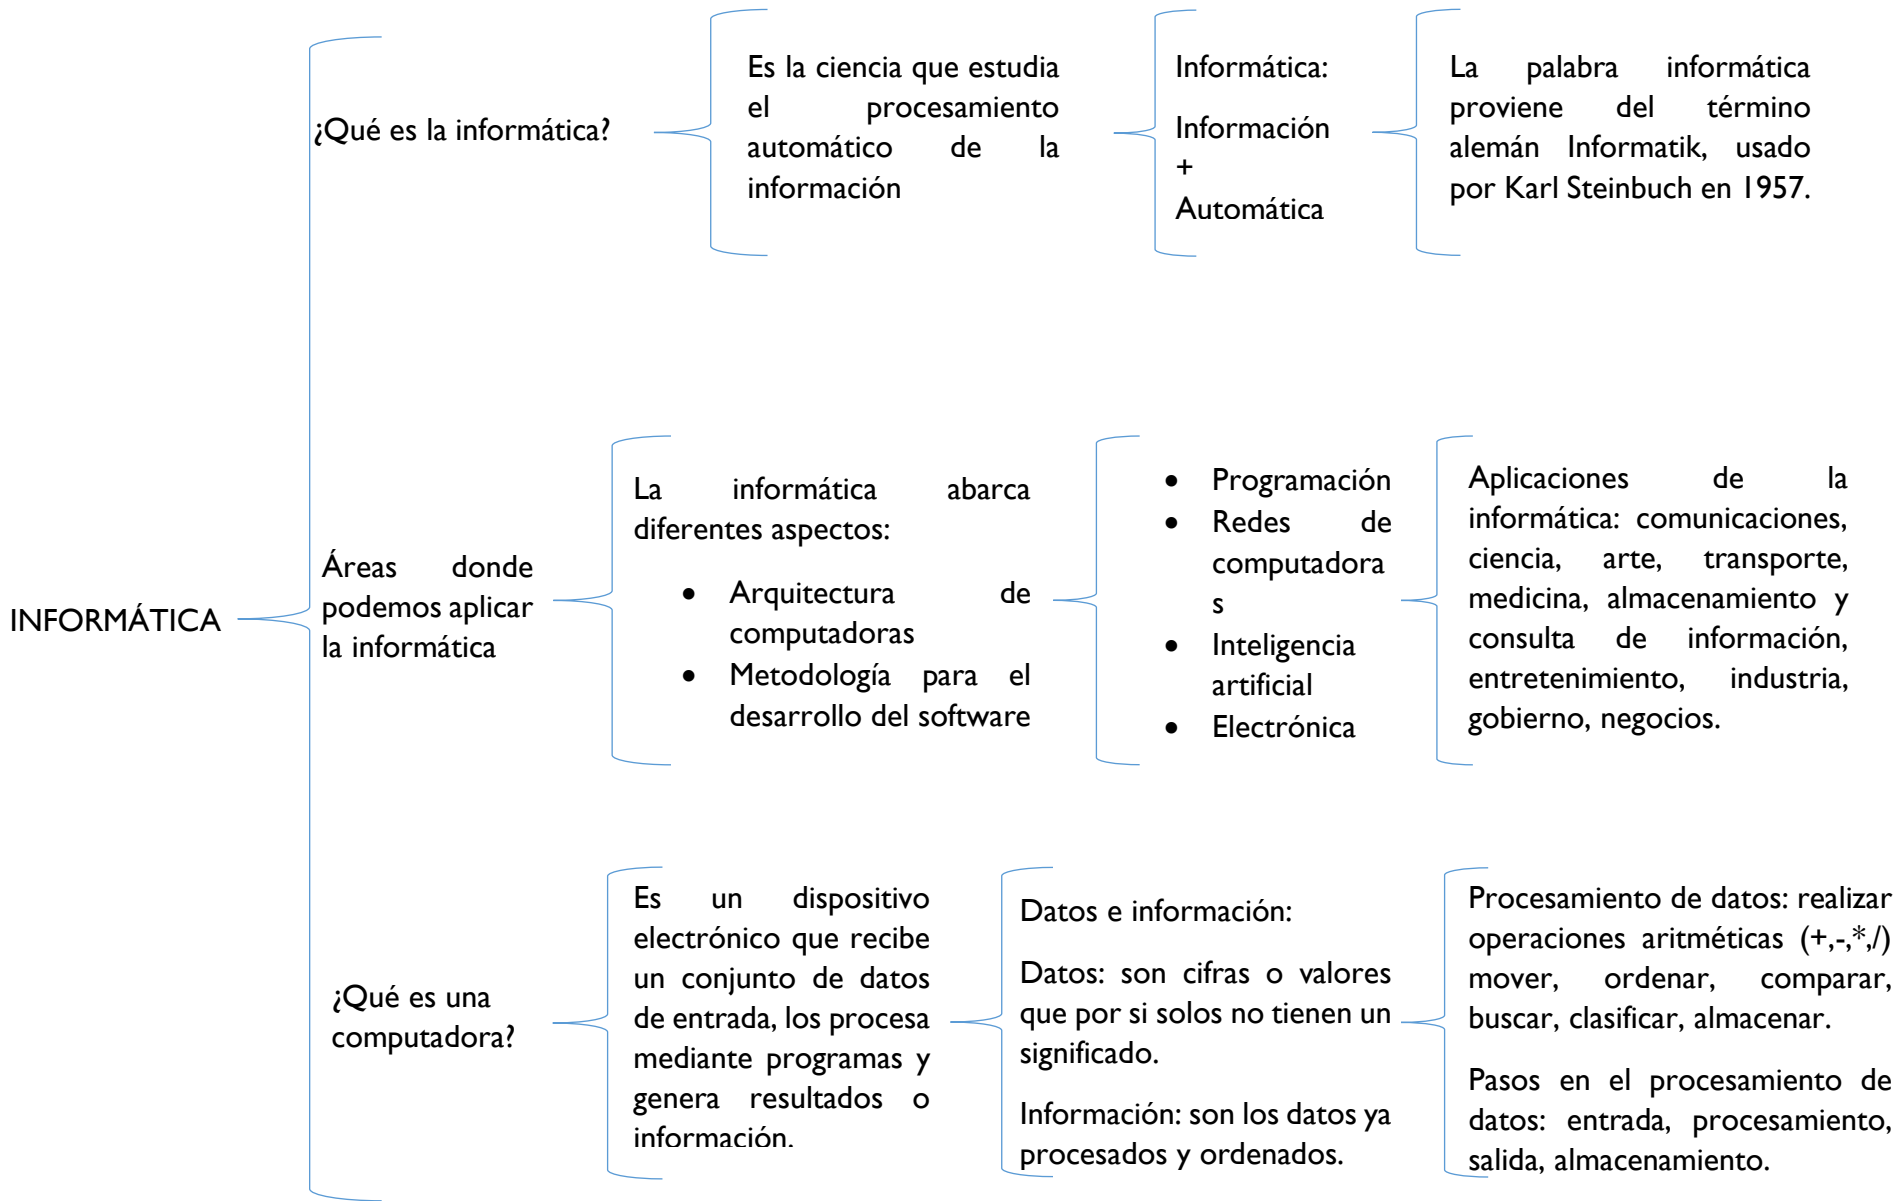 INFORMÁTICA
¿Qué es la informática?
Es la ciencia que estudia
el procesamiento
automático de la
información
Informática:
Información
+
Automática
La palabra informática
proviene del término
alemán Informatik, usado
por Karl Steinbuch en 1957.
Áreas donde
podemos aplicar
la informática
La informática abarca
diferentes aspectos:
• Arquitectura de
computadoras
• Metodología para el
desarrollo del software
• Programación
• Redes de
computadora
s
• Inteligencia
artificial
• Electrónica
Aplicaciones de la
informática: comunicaciones,
ciencia, arte, transporte,
medicina, almacenamiento y
consulta de información,
entretenimiento, industria,
gobierno, negocios.
¿Qué es una
computadora?
Es un dispositivo
electrónico que recibe
un conjunto de datos
de entrada, los procesa
mediante programas y
genera resultados o
información.
Datos e información:
Datos: son cifras o valores
que por si solos no tienen un
significado.
Información: son los datos ya
procesados y ordenados.
Procesamiento de datos: realizar
operaciones aritméticas (+,-,*,/)
mover, ordenar, comparar,
buscar, clasificar, almacenar.
Pasos en el procesamiento de
datos: entrada, procesamiento,
salida, almacenamiento.